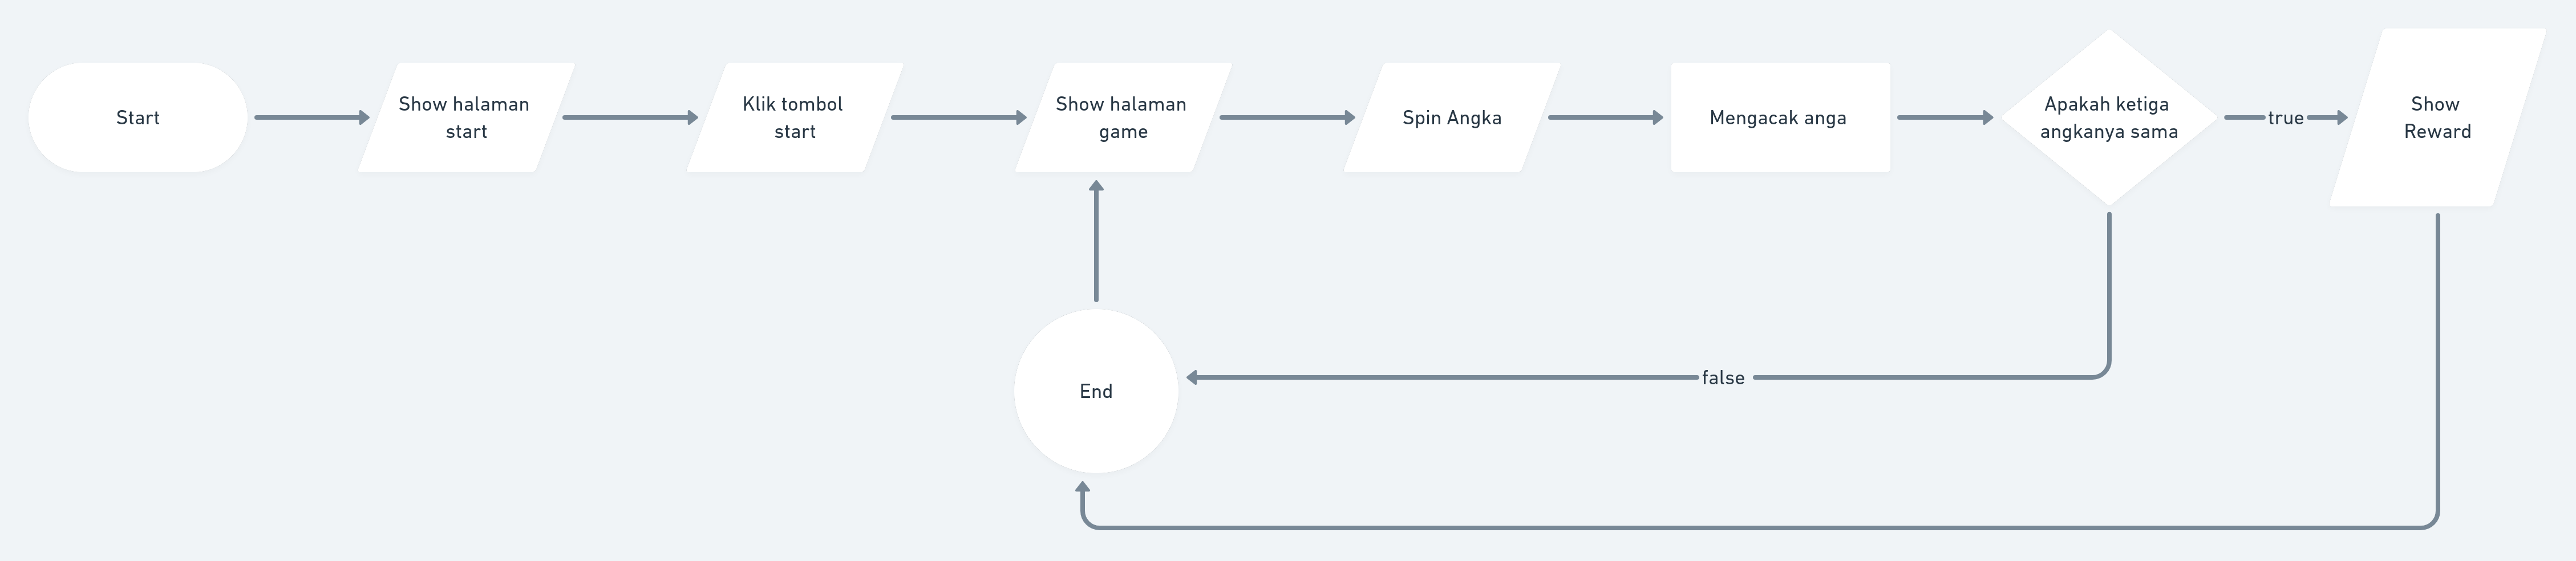 Start
Show halaman
start
Klik tombol
start
Show halaman
game
Spin Angka
Mengacak anga
Apakah ketiga
angkanya sama
true
Show
Reward
false
End